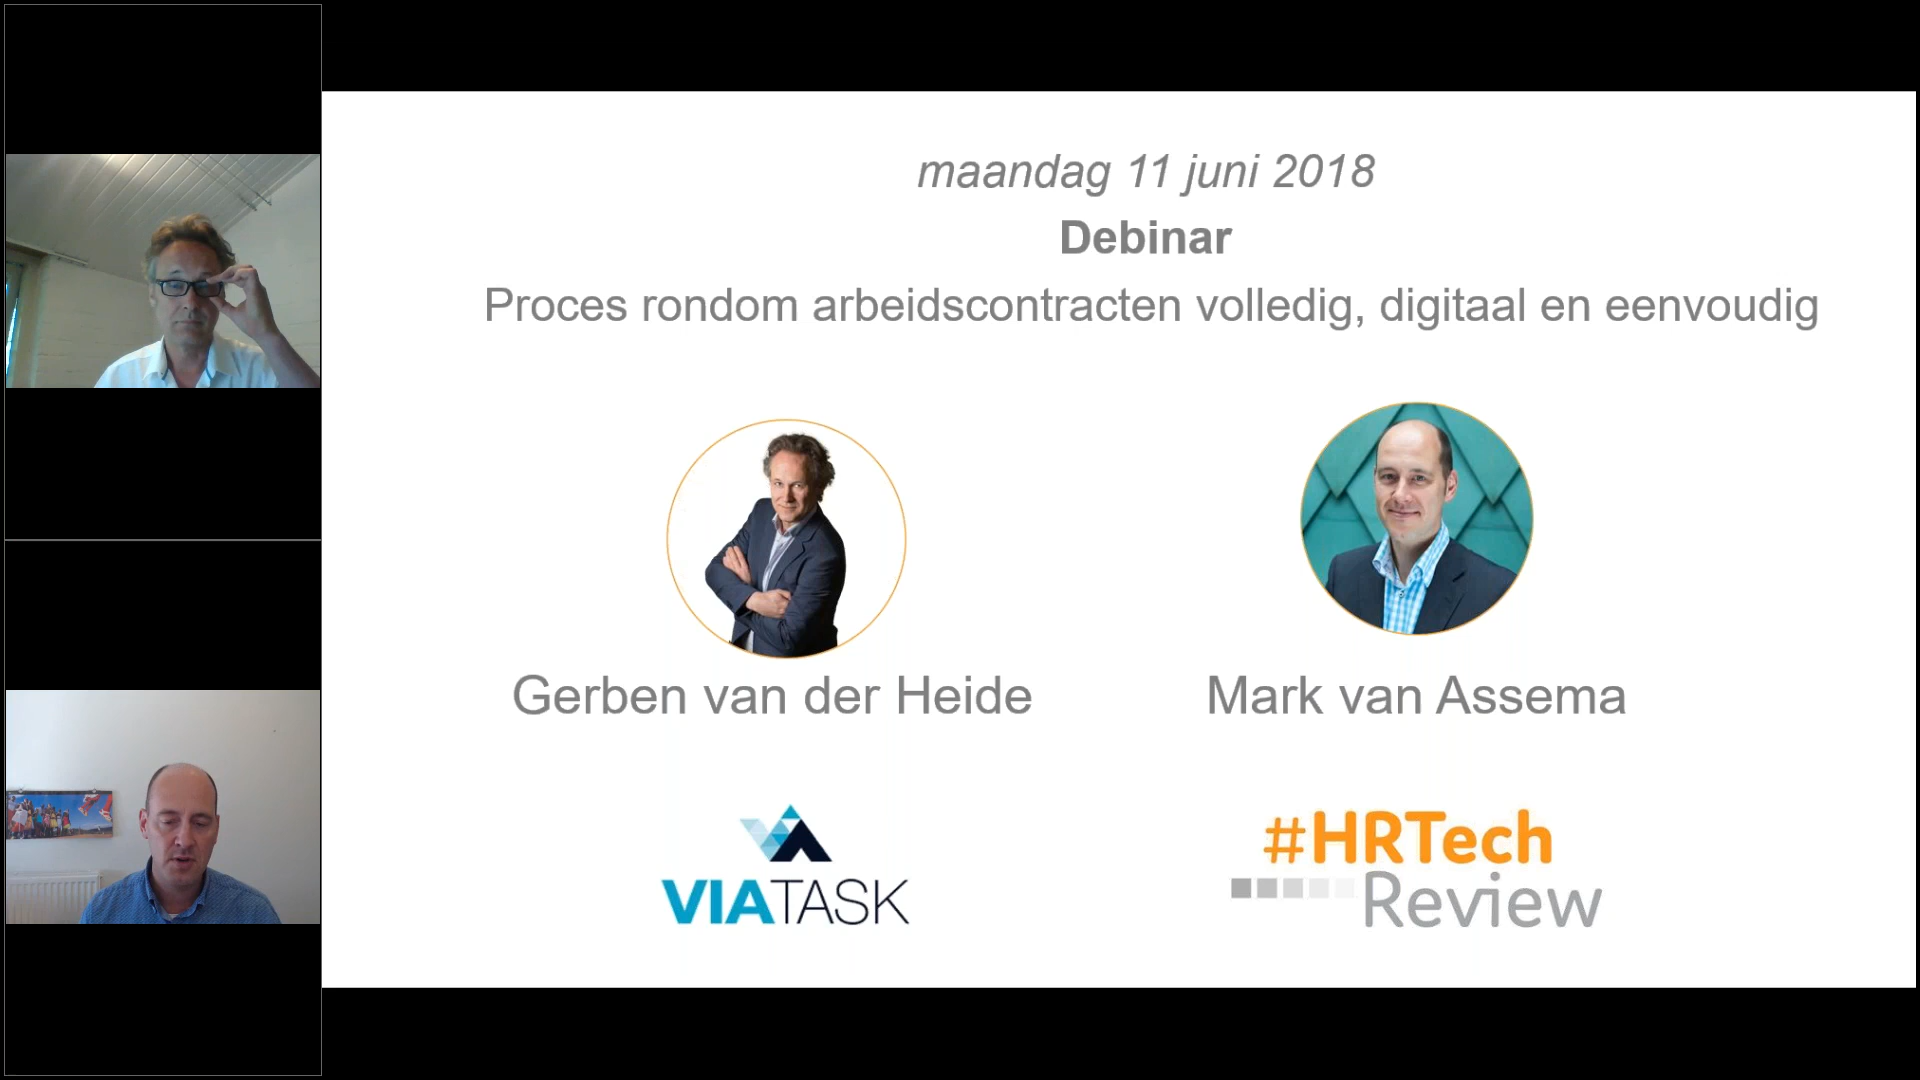 maandag 11 juni 2018
Debinar
Proces rondom arbeidscontracten volledig, digitaal en eenvoudig
Gerben van der Heide
Mark van Assema
VIATASK
#HRTech
Review